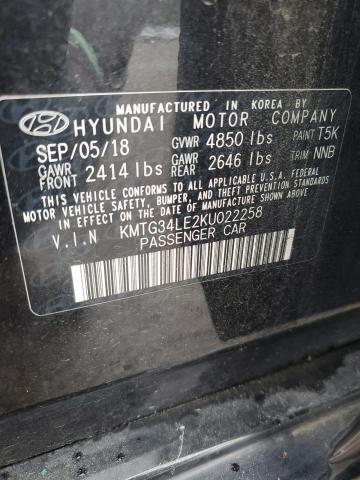 MANUFACTURED IN KOREA BY
HYUNDAI MOTOR COMPANY
SEP/05/18 GVWR 4850 lbs PAINT T5K
GAWR FRONT 2414 lbs GAWR REAR 2646 lbs TRIM NNB
THIS VEHICLE CONFORMS TO ALL APPLICABLE U.S.A. FEDERAL
MOTOR VEHICLE SAFETY, BUMPER, AND THEFT PREVENTION STANDARDS
IN EFFECT ON THE DATE OF MANUFACTURE SHOWN ABOVE.
V.I.N KMTG34LE2KU022258
PASSENGER CAR